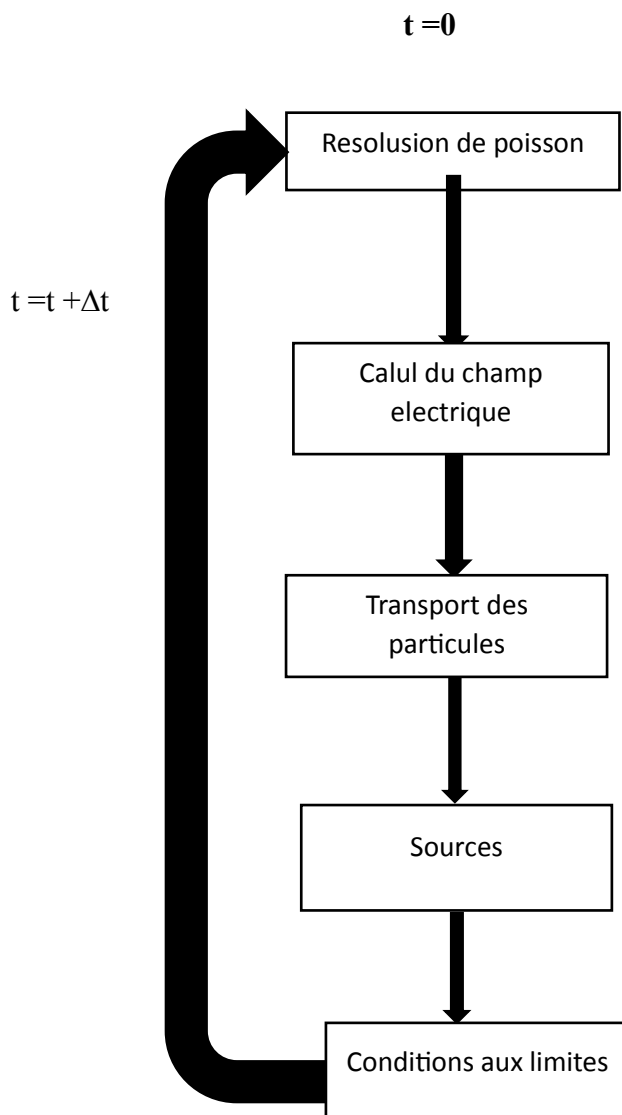 t =0
Resolusion de poisson
t =t +Δt
Calul du champ
electrique
Transport des
particules
Sources
Conditions aux limites